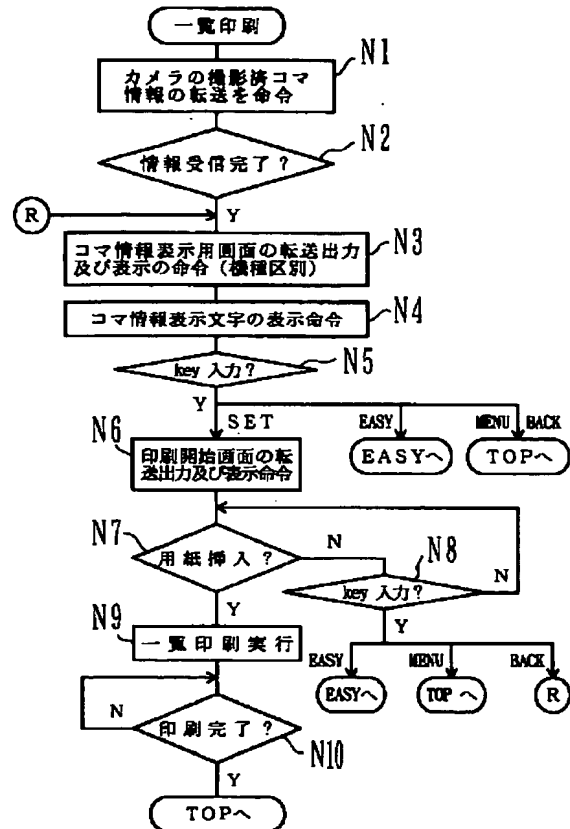 一覧印刷
N1
カメラの撮影済コマ
情報の転送を命令
N2
情報受信完了?
R
Y
N3
コマ情報表示用画面の転送出力
及び表示の命令(機種区別)
N4
コマ情報表示文字の表示命令
N5
key 入力?
Y
SET
EASY
MENU
BACK
N6
印刷開始画面の転
送出力及び表示命令
EASYへ
TOPへ
N7
用紙挿入?
N
N8
key 入力?
N
Y
Y
N9
一覧印刷実行
EASY
MENU
BACK
EASYへ
TOPへ
R
N
印刷完了?
N10
Y
TOPへ